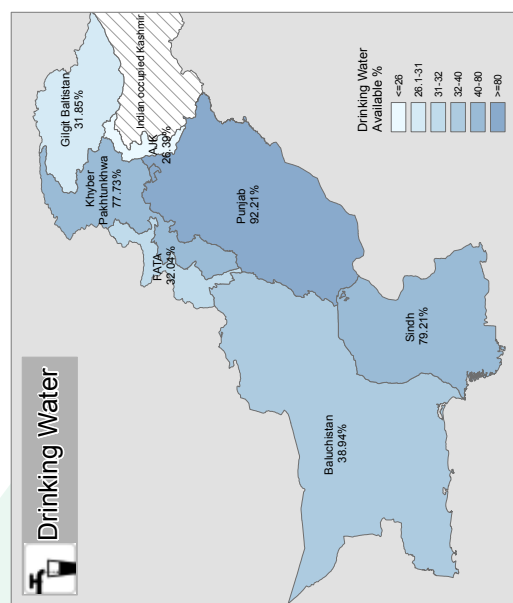 Drinking Water
Gilgit Baltistan
31.85%
Indian occupied Kashmir
Khyber
Pakhtunkhwa
77.73%
AJK
26.39%
FATA
32.04%
Punjab
92.21%
Baluchistan
38.94%
Sindh
79.21%
Drinking Water
Available %
<=26
26.1-31
31-32
32-40
40-80
>=80